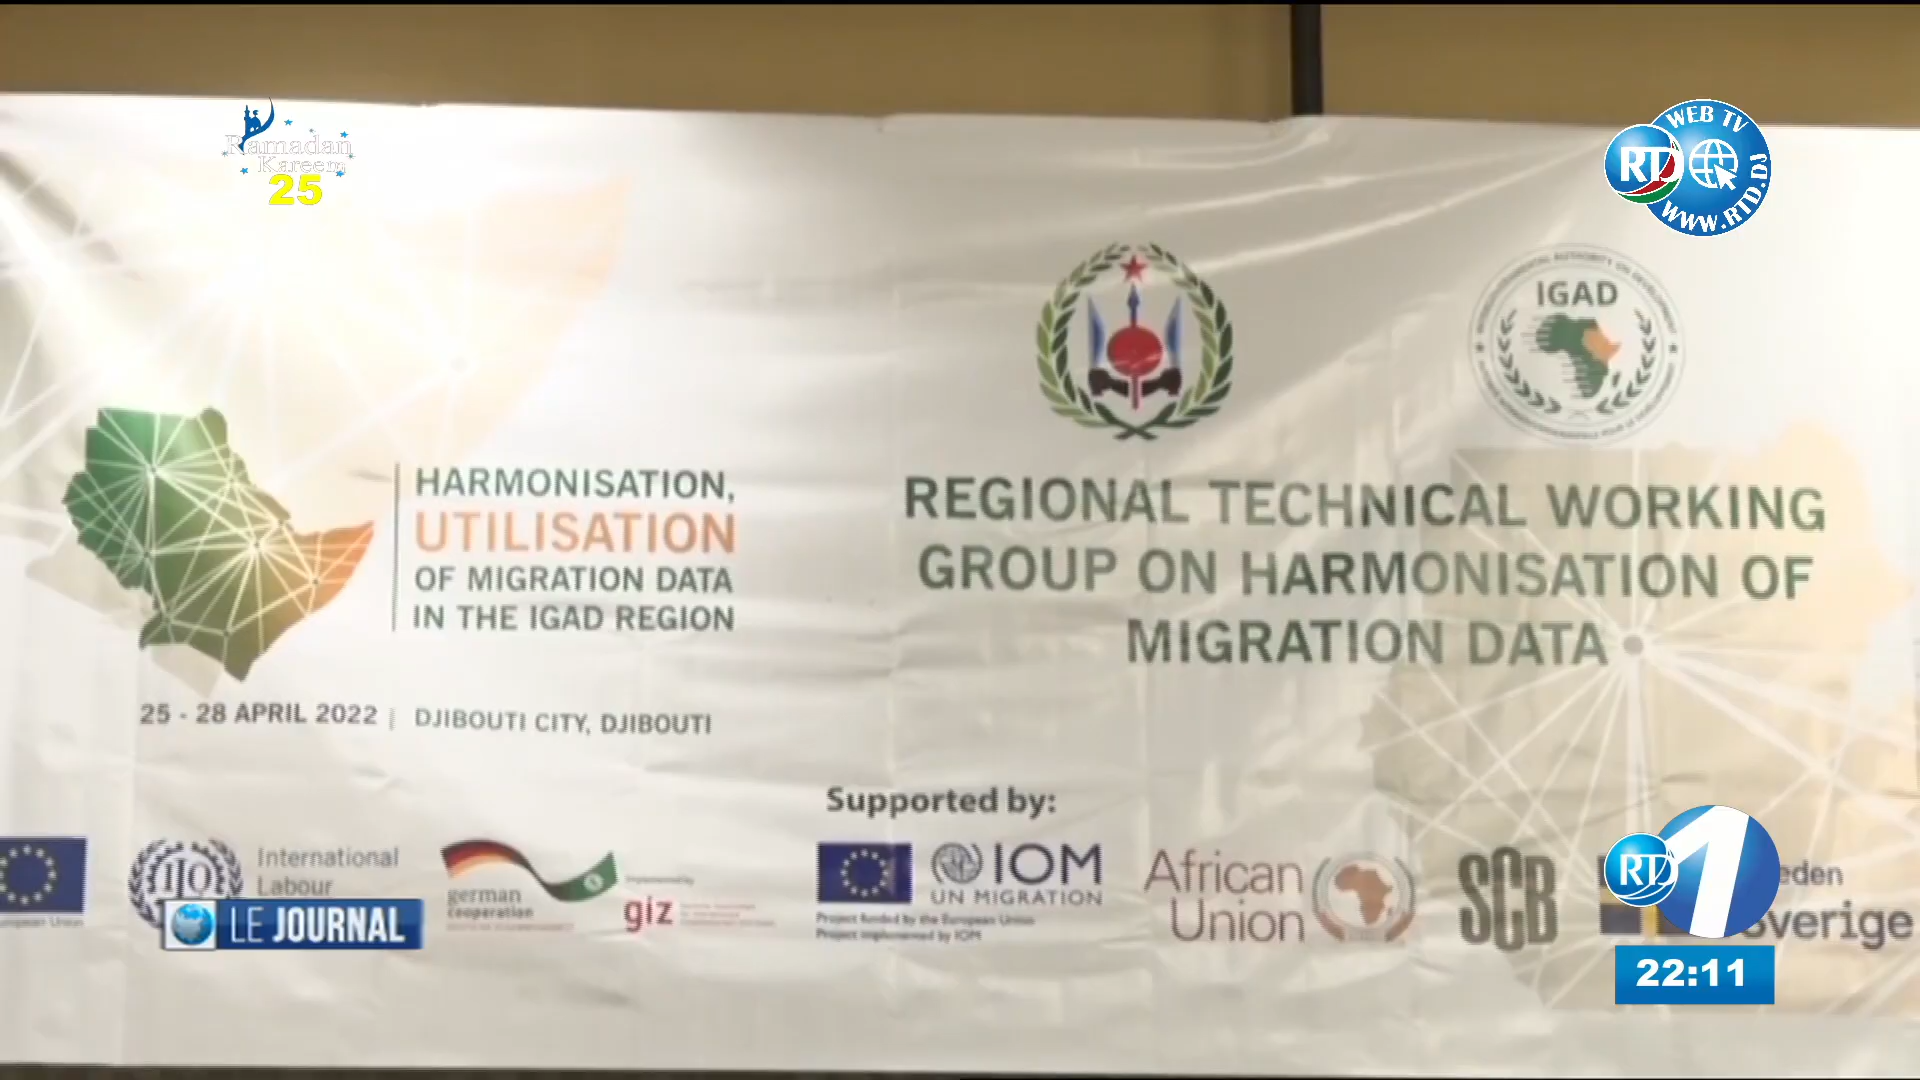 Ramadan
Kareem
25
WEB TV
RTD
WWW.RTD.DJ
IGAD
HARMONISATION,
UTILISATION
OF MIGRATION DATA
IN THE IGAD REGION
25 - 28 APRIL 2022 | DJIBOUTI CITY, DJIBOUTI
REGIONAL TECHNICAL WORKING
GROUP ON HARMONISATION OF
MIGRATION DATA
Supported by:
International
Labour
german
cooperation
giz
IOM
UN MIGRATION
Project funded by the European Union
Project implemented by IOM
African
Union
SCB
eden
Sverige
LE JOURNAL
RTD 1
22:11